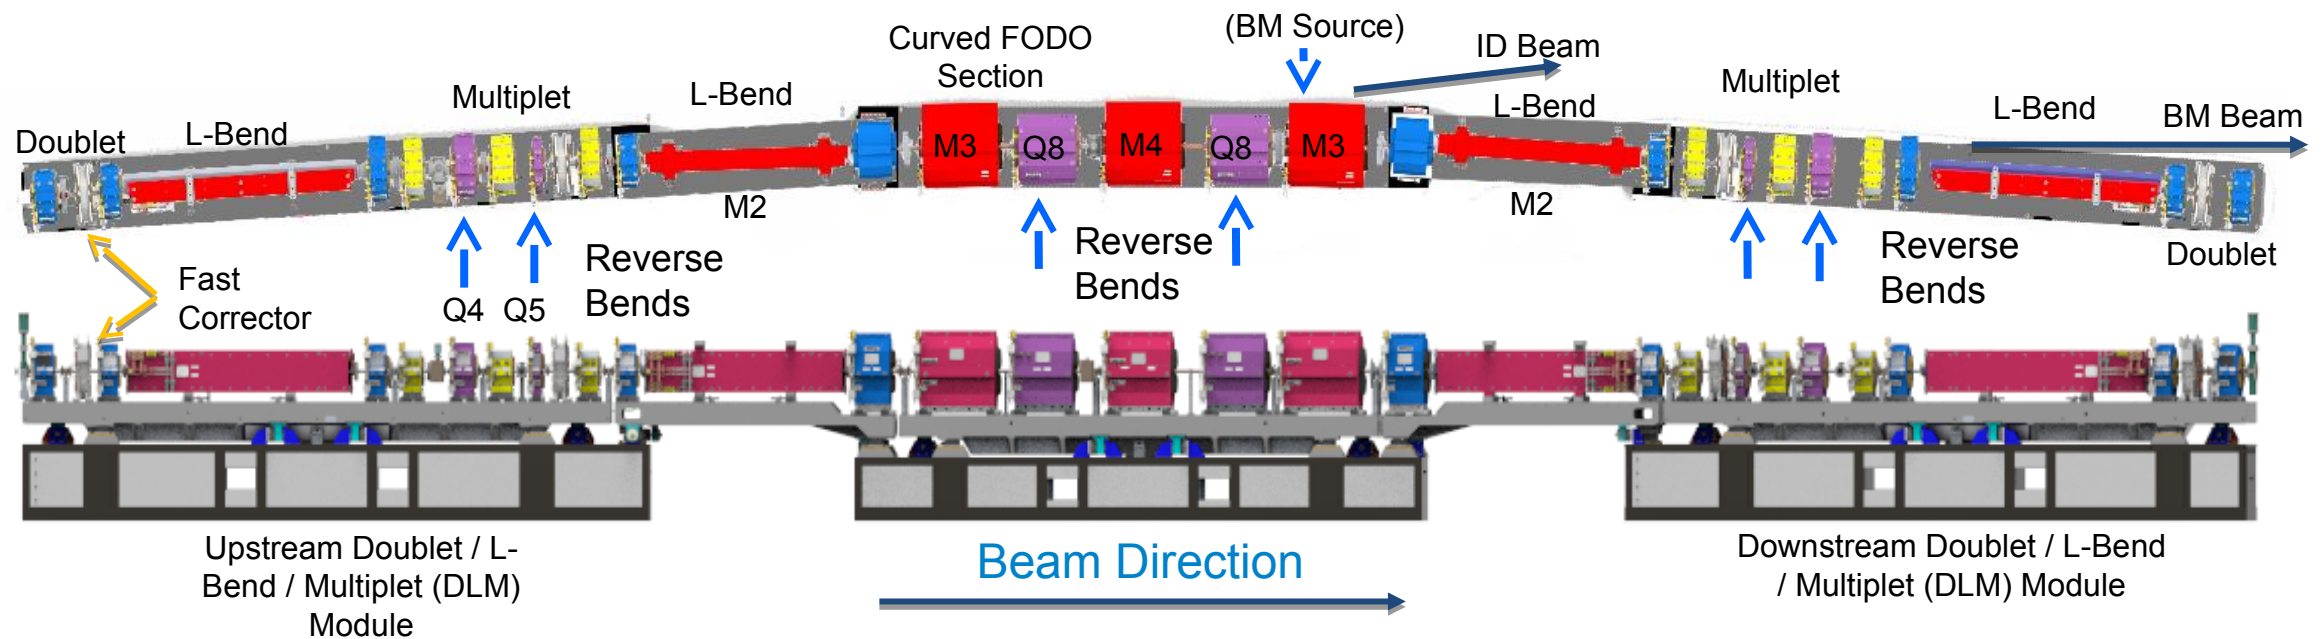 (BM Source)
Curved FODO
Section
ID Beam
Multiplet
L-Bend
Multiplet
L-Bend
L-Bend
BM Beam
Doublet
L-Bend
M3
Q8
M4
Q8
M3
M2
M2
Reverse
Bends
Reverse
Bends
Reverse
Bends
Doublet
Fast
Corrector
Q4
Q5
Upstream Doublet / L-
Bend / Multiplet (DLM)
Module
Beam Direction
Downstream Doublet / L-Bend
/ Multiplet (DLM) Module